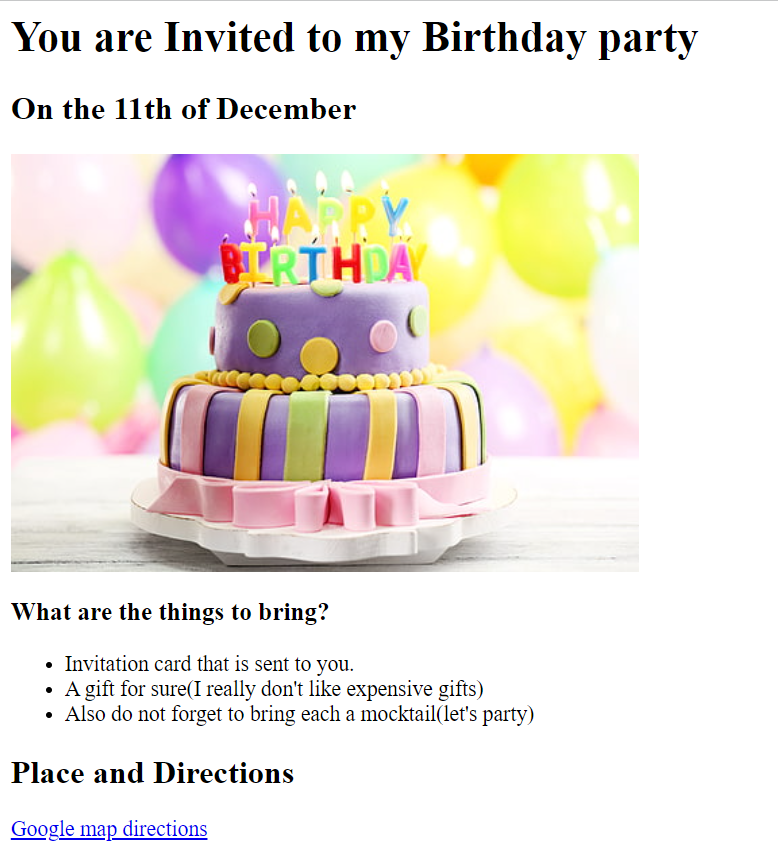 You are Invited to my Birthday party
On the 11th of December
HAPPY
BIRTHDAY
What are the things to bring?
Invitation card that is sent to you.
A gift for sure(I really don't like expensive gifts)
Also do not forget to bring each a mocktail(let's party)
Place and Directions
Google map directions